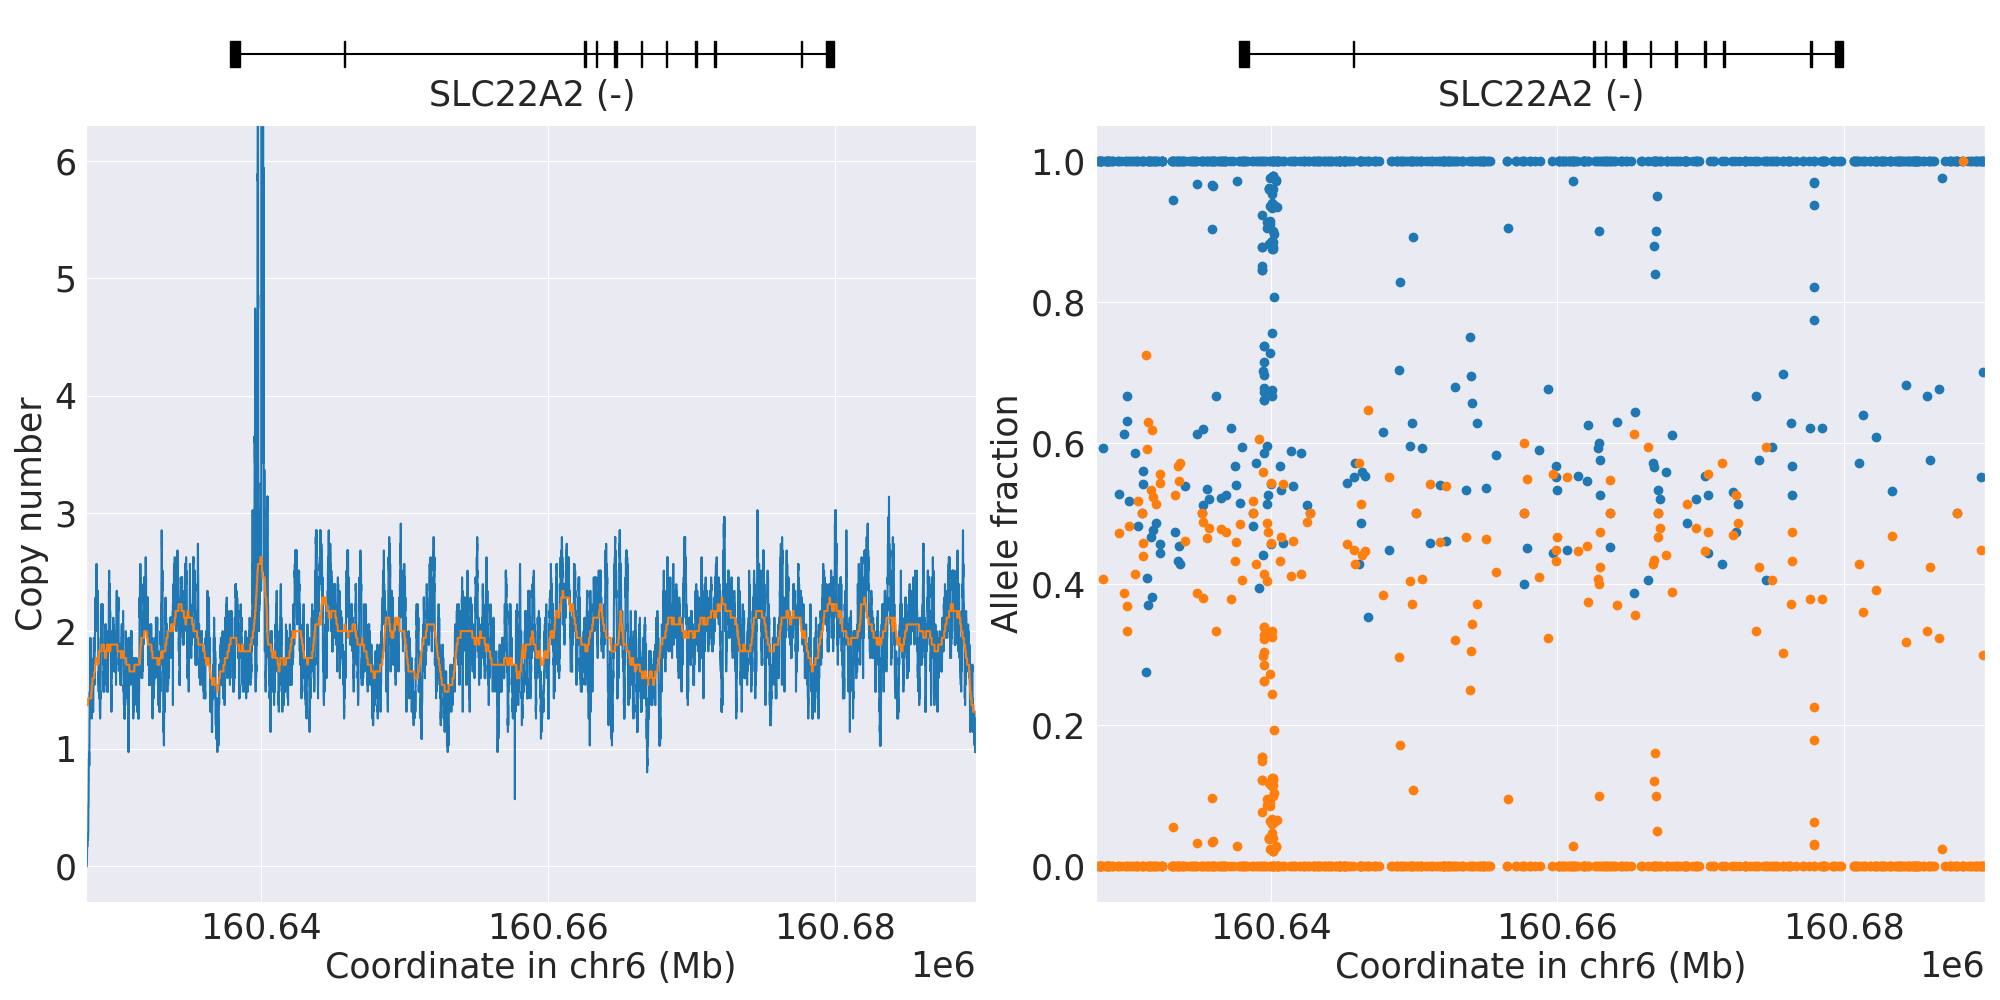 SLC22A2 (-)
6
5
4
3
2
1
0
Copy number
160.64
160.66
160.68
Coordinate in chr6 (Mb)
1e6
SLC22A2 (-)
1.0
0.8
0.6
0.4
0.2
0.0
Allele fraction
160.64
160.66
160.68
Coordinate in chr6 (Mb)
1e6